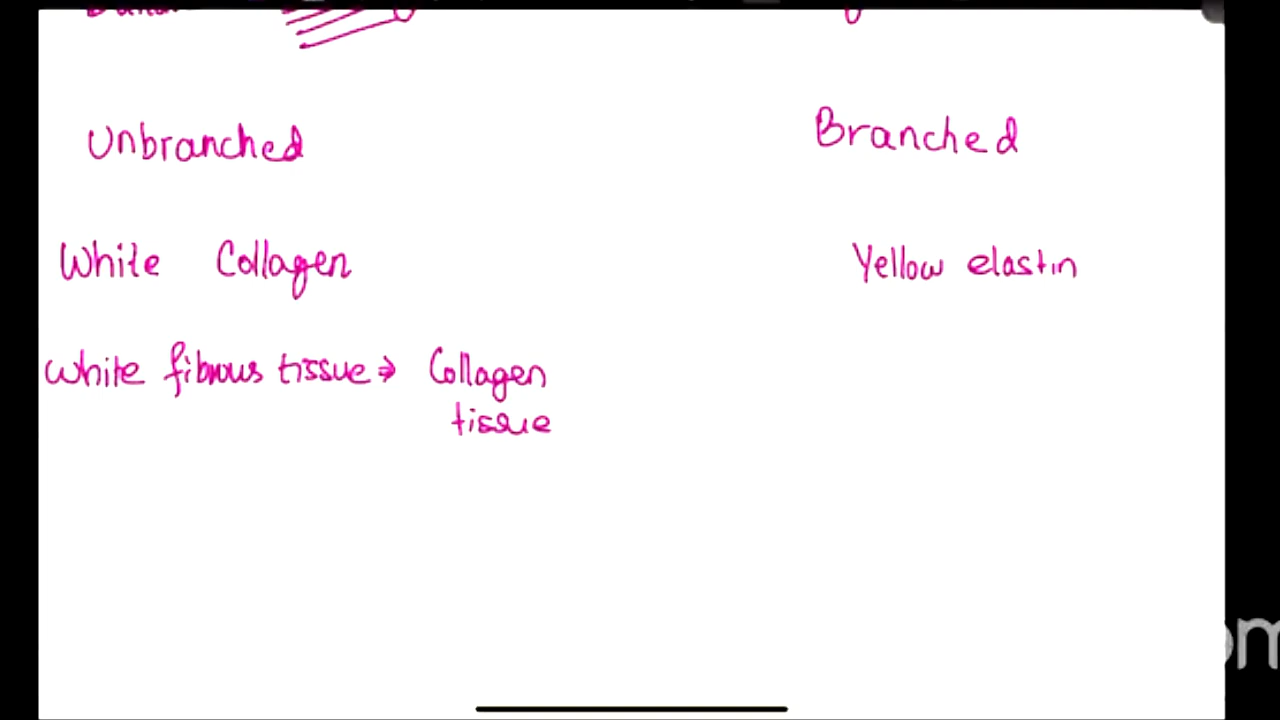 Unbranched Branched
White Collagen Yellow elastin
White fibrous tissue ⇒ Collagen
tissue